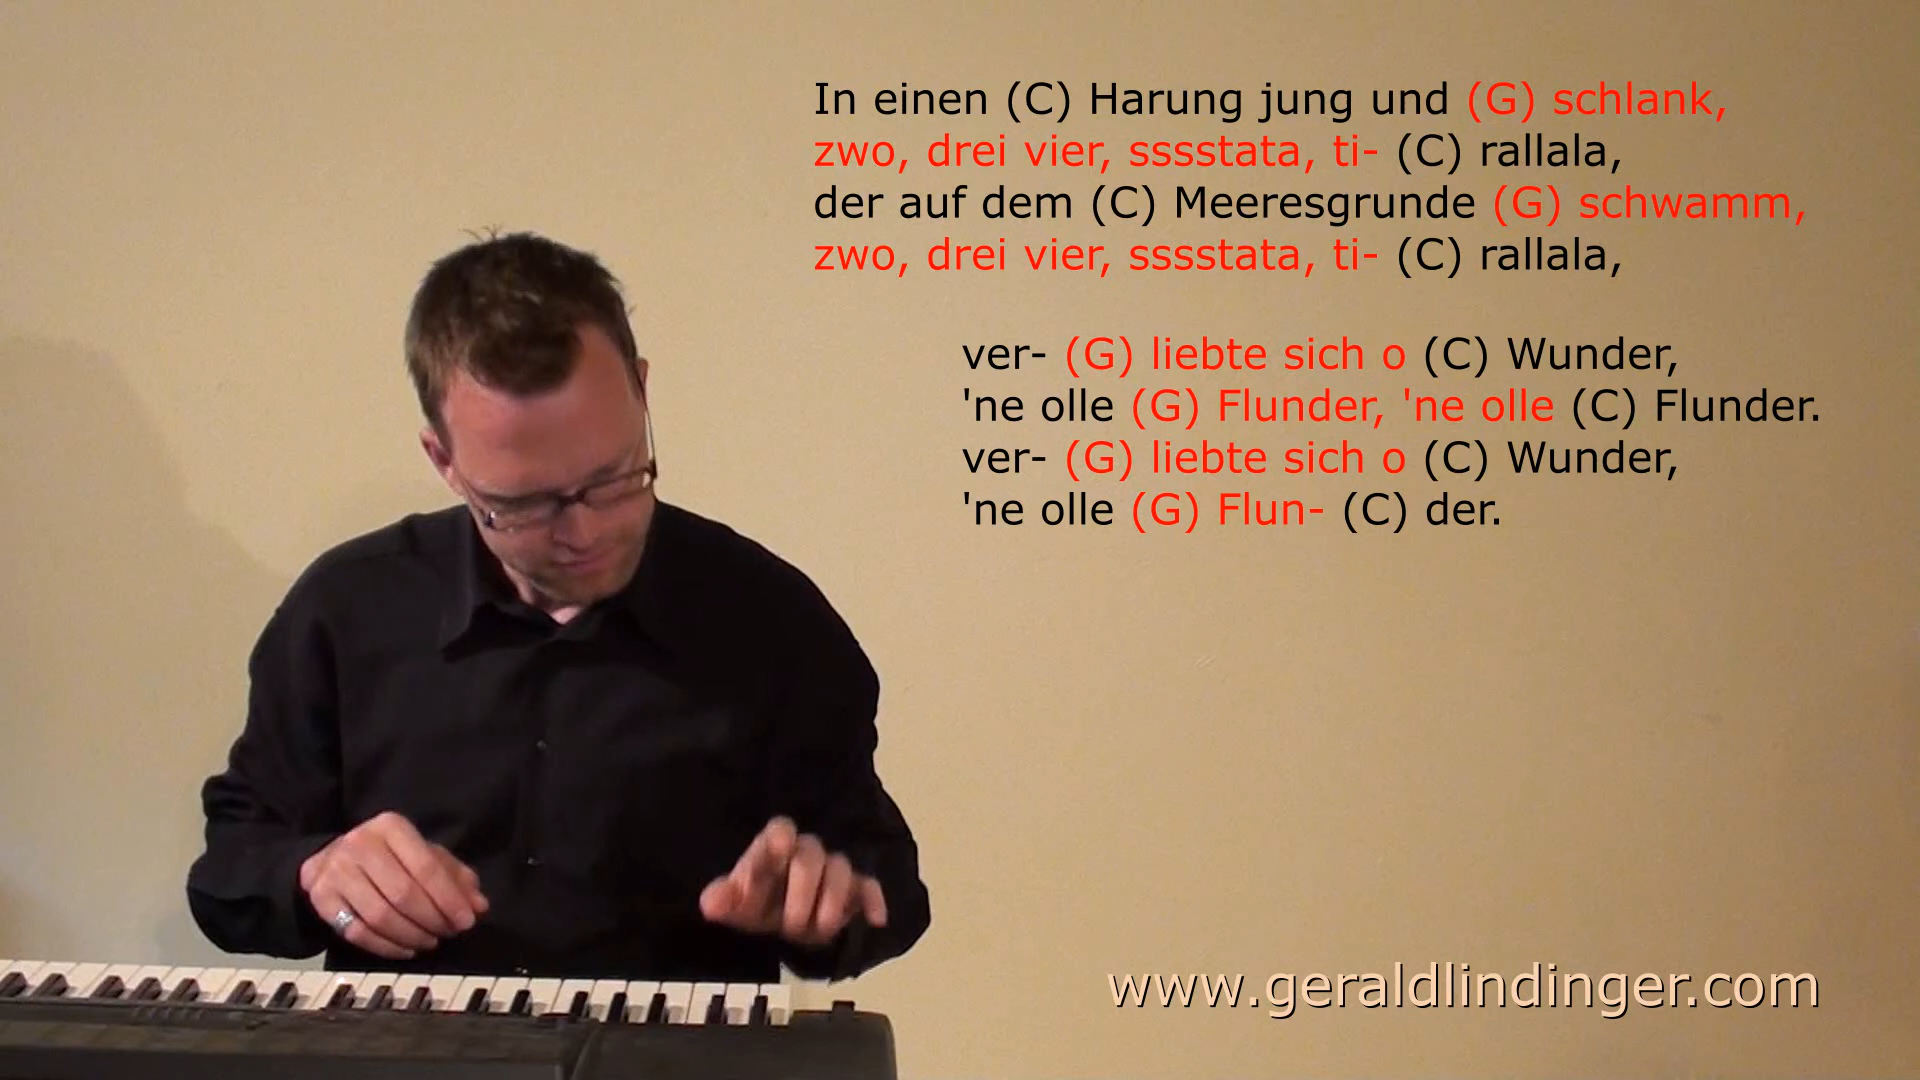 In einen (C) Harung jung und (G) schlank,
zwo, drei vier, sssstata, ti- (C) rallala,
der auf dem (C) Meeresgrunde (G) schwamm,
zwo, drei vier, sssstata, ti- (C) rallala,
ver- (G) liebte sich o (C) Wunder,
'ne olle (G) Flunder, 'ne olle (C) Flunder.
ver- (G) liebte sich o (C) Wunder,
'ne olle (G) Flun- (C) der.
www.geraldlindinger.com